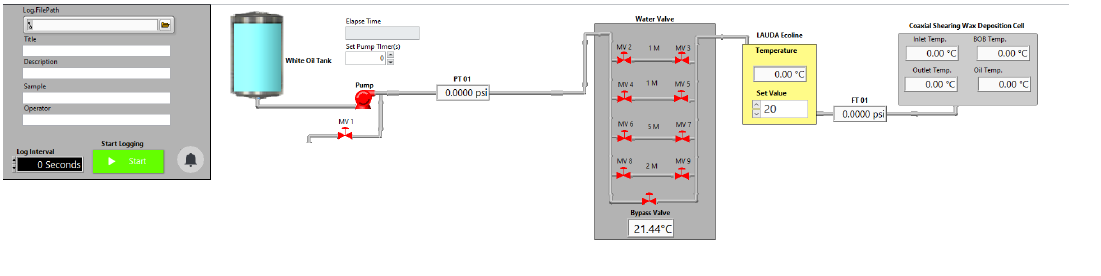 Log.FilePath
Title
Description
Sample
Operator
Log Interval
0 Seconds
Start Logging
Start
White Oil Tank
Elapse Time
Set Pump TImer(s)
0
Pump
MV 1
PT 01
0.0000 psi
Water Valve
MV 2 1 M MV 3
MV 4 1 M MV 5
MV 6 5 M MV 7
MV 8 2 M MV 9
Bypass Valve
21.44°C
LAUDA Ecoline
Temperature
0.00 °C
Set Value
20
FT 01
0.0000 psi
Coaxial Shearing Wax Deposition Cell
Inlet Temp. BOB Temp.
0.00 °C 0.00 °C
Outlet Temp. Oil Temp.
0.00 °C 0.00 °C